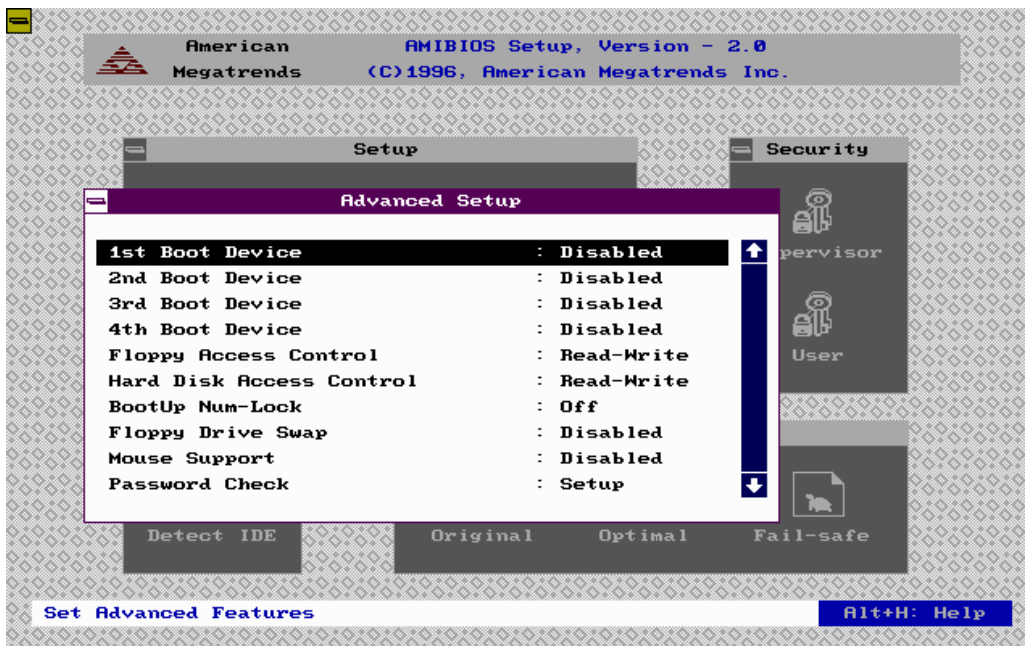 American
Megatrends
AMIBIOS Setup, Version - 2.0
(C)1996, American Megatrends Inc.
Setup
Security
Advanced Setup
1st Boot Device : Disabled
2nd Boot Device : Disabled
3rd Boot Device : Disabled
4th Boot Device : Disabled
Floppy Access Control : Read-Write
Hard Disk Access Control : Read-Write
BootUp Num-Lock : Off
Floppy Drive Swap : Disabled
Mouse Support : Disabled
Password Check : Setup
pervisor
User
Detect IDE
Original
Optimal
Fail-safe
Set Advanced Features
Alt+H: Help